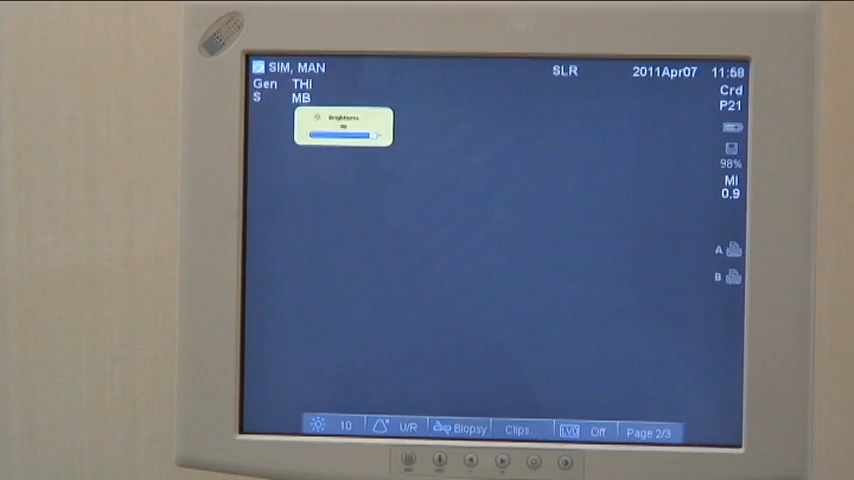 SIM, MAN SLR 2011Apr07 11:58
Gen THI
S MB
Crd
P21
98%
MI
0.9
A
B
Brightness
10 U/R Biopsy Clips... LVO Off Page 2/3